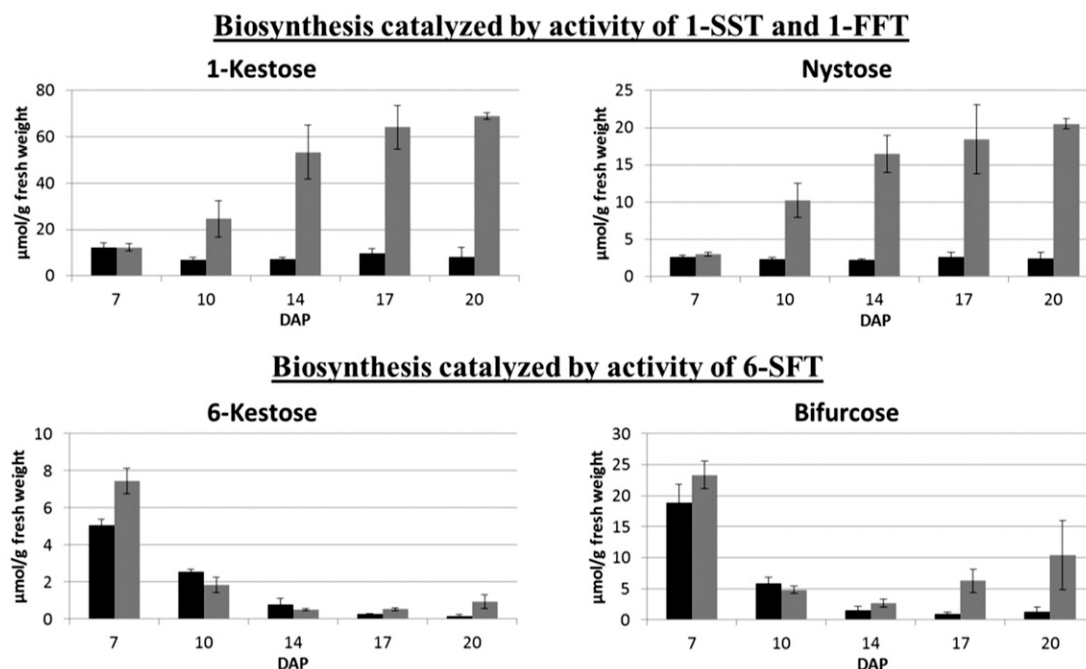 Biosynthesis catalyzed by activity of 1-SST and 1-FFT
1-Kestose
µmol/g fresh weight
80
60
40
20
0
7 10 14 17 20
DAP
Nystose
µmol/g fresh weight
25
20
15
10
5
0
7 10 14 17 20
DAP
Biosynthesis catalyzed by activity of 6-SFT
6-Kestose
µmol/g fresh weight
10
8
6
4
2
0
7 10 14 17 20
DAP
Bifurcose
µmol/g fresh weight
30
25
20
15
10
5
0
7 10 14 17 20
DAP